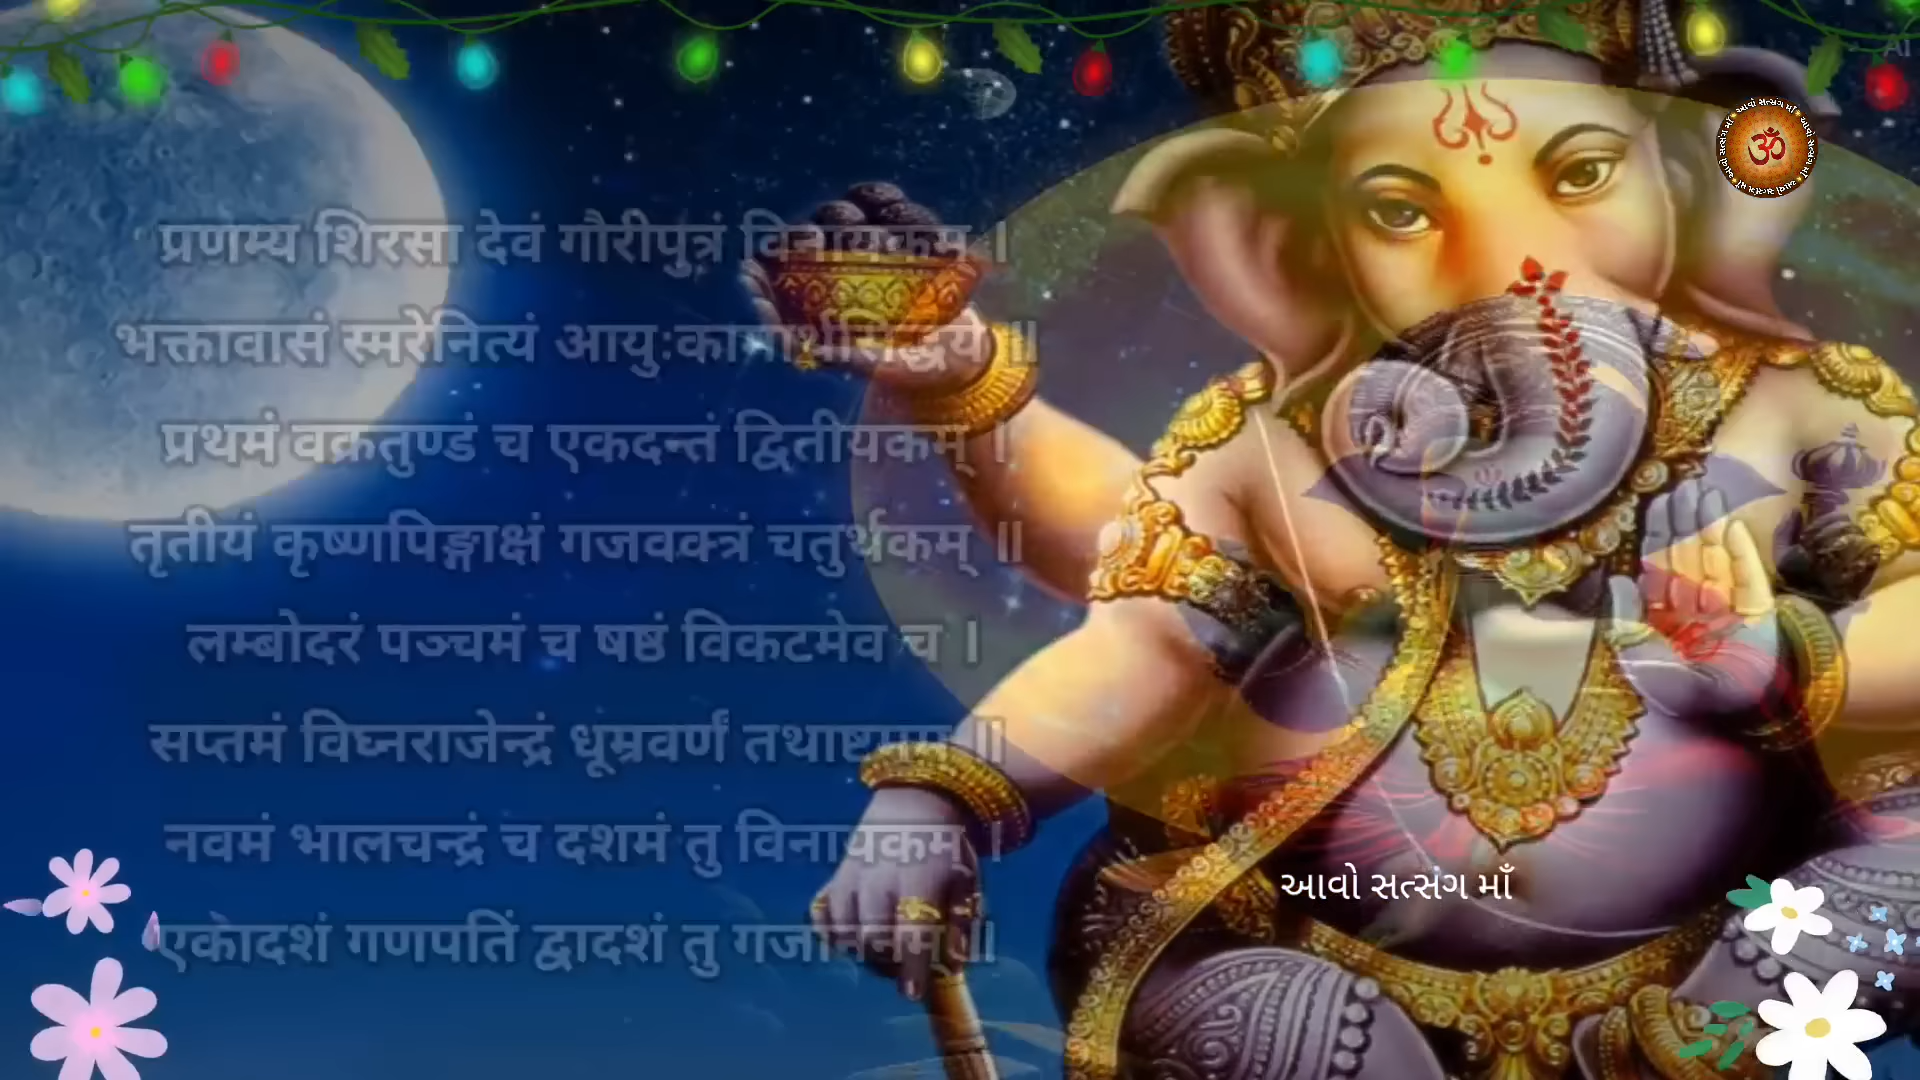 प्रणम्य शिरसा देवं गौरीपुत्रं विनायकम् ।
भक्तावासं स्मरेनित्यं आयुःकामार्थसिद्धये ॥
प्रथमं वक्रतुण्डं च एकदन्तं द्वितीयकम् ।
तृतीयं कृष्णपिङ्गाक्षं गजवक्त्रं चतुर्थकम् ॥
लम्बोदरं पञ्चमं च षष्ठं विकटमेव च ।
सप्तमं विघ्नराजेन्द्रं धूम्रवर्णं तथाष्टमम् ॥
नवमं भालचन्द्रं च दशमं तु विनायकम् ।
एकादशं गणपतिं द्वादशं तु गजाननम् ॥
આવો સત્સંગ માઁ
ॐ
AI